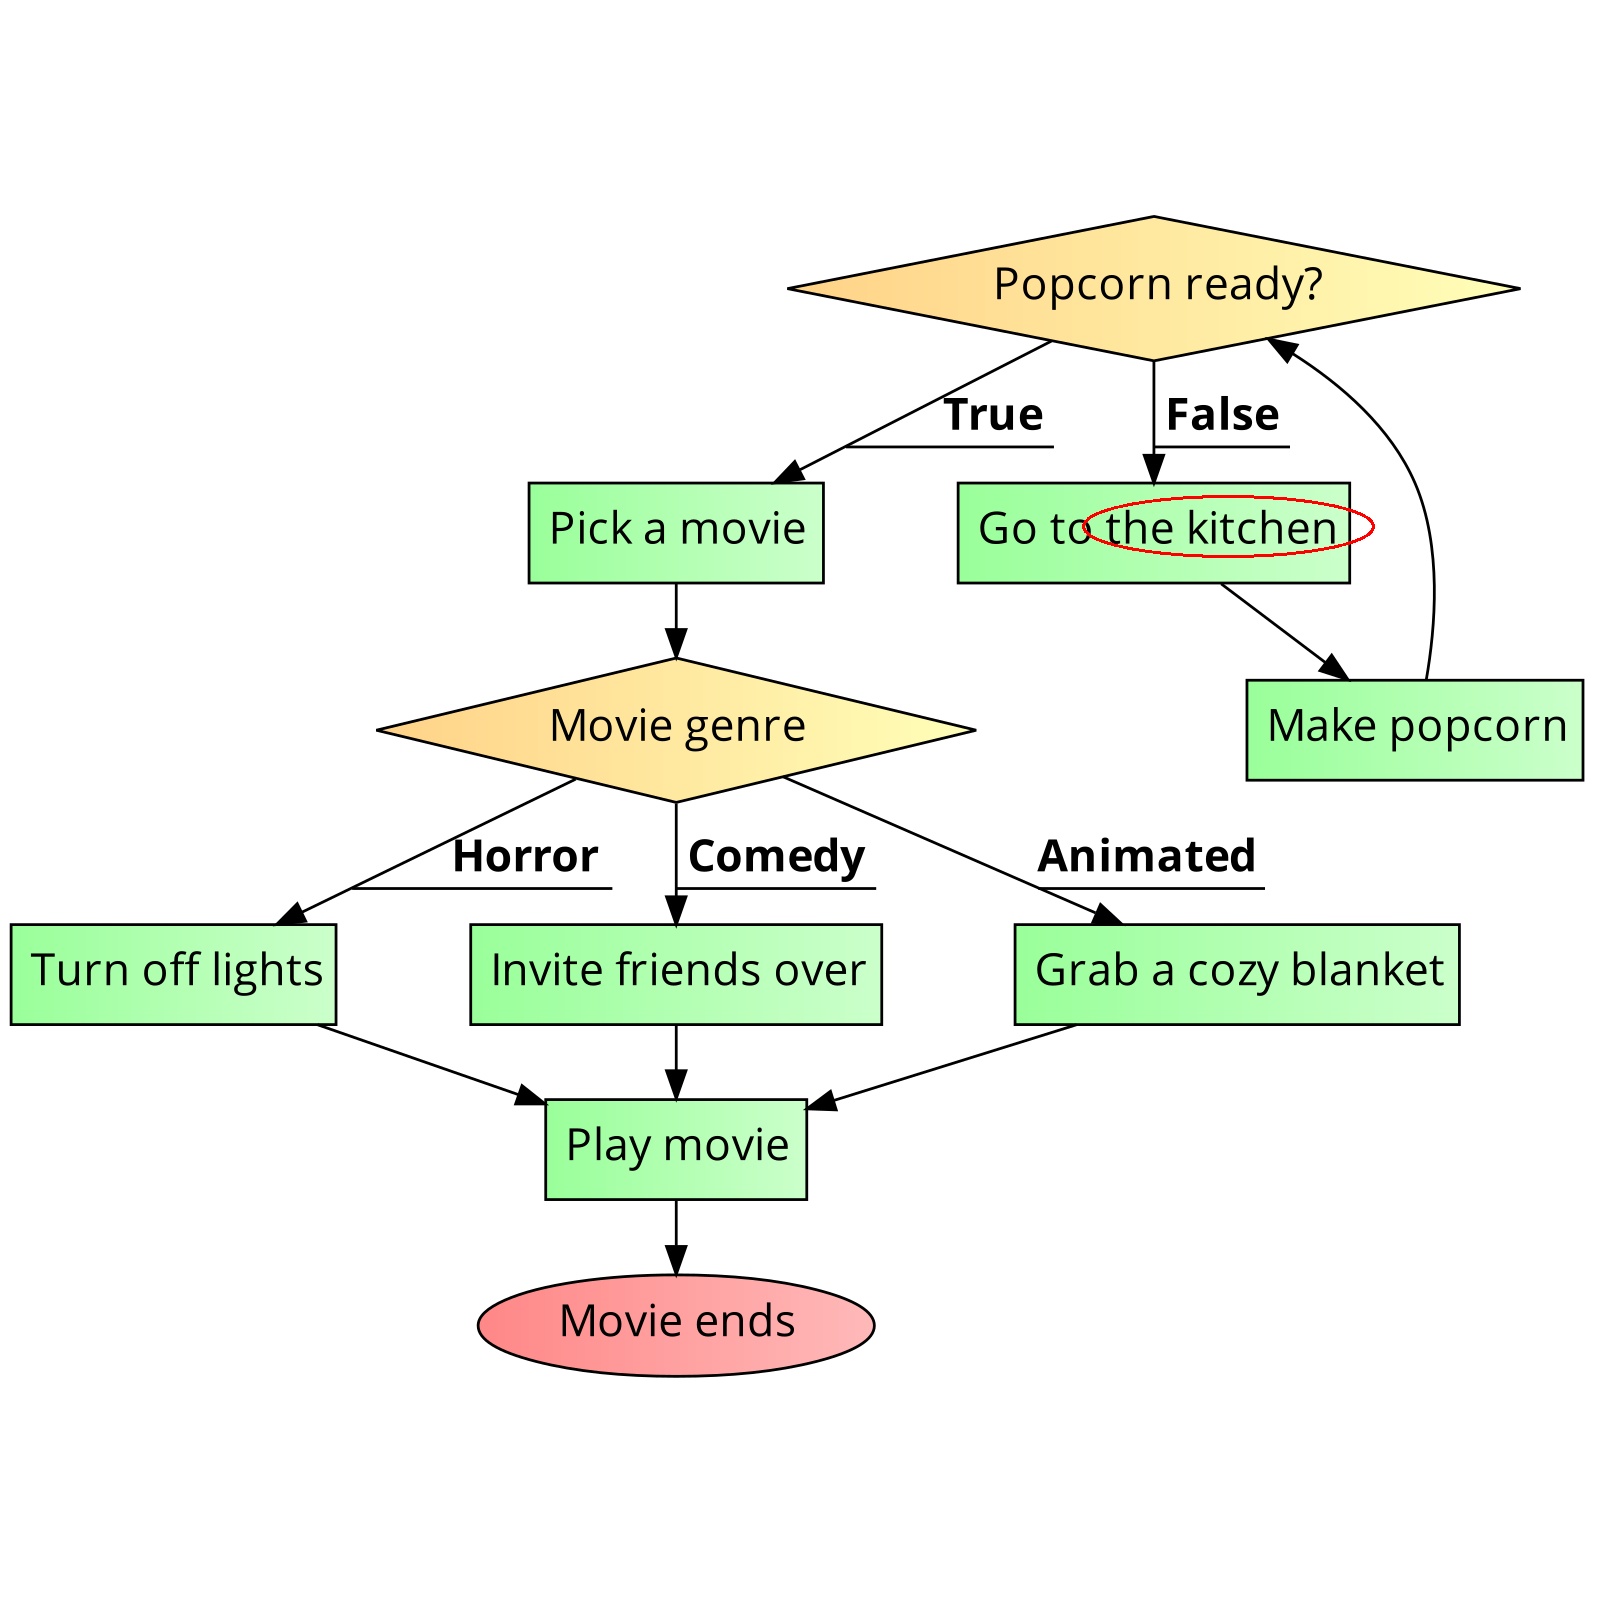 Popcorn ready?
True
False
Pick a movie
Go to the kitchen
Movie genre
Make popcorn
Horror
Comedy
Animated
Turn off lights
Invite friends over
Grab a cozy blanket
Play movie
Movie ends